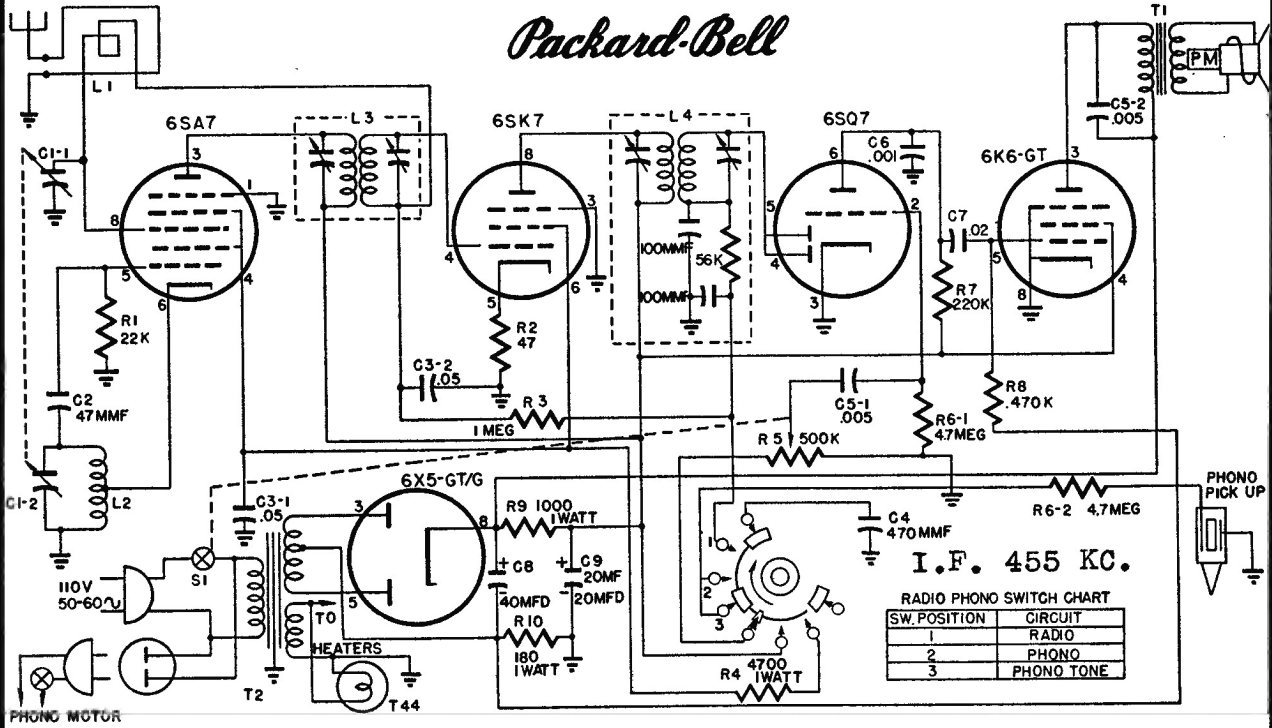 Packard-Bell
T1
PM
L1
C5-2
.005
6SA7
L3
6SK7
L4
6SQ7
C6
.001
6K6-GT
C1-1
3
1
8
5
4
6
8
3
4
5
6
100MMF
56K
100MMF
6
2
5
4
3
C7
.02
R7
220K
3
5
4
8
R1
22K
R2
47
C3-2
.05
R3
1 MEG
C2
47MMF
C5-1
.005
R6-1
4.7MEG
R8
.470K
R5 500K
C1-2
L2
C3-1
.05
6X5-GT/G
3
8
5
R9 1000
1WATT
C8
40MFD
C9
20MF
20MFD
R10
180
1WATT
R6-2 4.7MEG
PHONO
PICK UP
C4
470MMF
1
2
3
I.F. 455 KC.
110V
50-60
S1
TO
HEATERS
T2
T44
R4
4700
1WATT
PHONO MOTOR
RADIO PHONO SWITCH CHART
SW. POSITION CIRCUIT
1 RADIO
2 PHONO
3 PHONO TONE